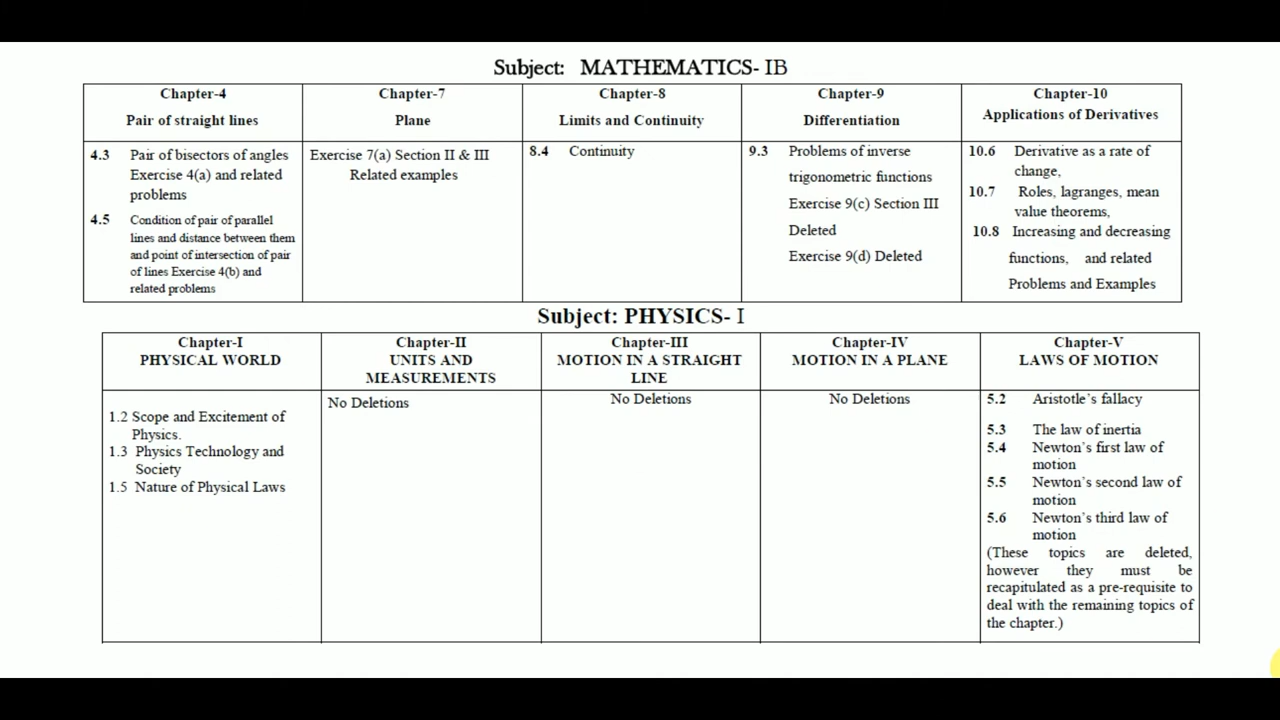 Subject: MATHEMATICS- IB
Chapter-4
Pair of straight lines
Chapter-7
Plane
Chapter-8
Limits and Continuity
Chapter-9
Differentiation
Chapter-10
Applications of Derivatives
4.3 Pair of bisectors of angles
Exercise 4(a) and related
problems
4.5 Condition of pair of parallel
lines and distance between them
and point of intersection of pair
of lines Exercise 4(b) and
related problems
Exercise 7(a) Section II & III
Related examples
8.4 Continuity
9.3 Problems of inverse
trigonometric functions
Exercise 9(c) Section III
Deleted
Exercise 9(d) Deleted
10.6 Derivative as a rate of
change,
10.7 Roles, lagranges, mean
value theorems,
10.8 Increasing and decreasing
functions, and related
Problems and Examples
Subject: PHYSICS- I
Chapter-I
PHYSICAL WORLD
Chapter-II
UNITS AND
MEASUREMENTS
Chapter-III
MOTION IN A STRAIGHT
LINE
Chapter-IV
MOTION IN A PLANE
Chapter-V
LAWS OF MOTION
1.2 Scope and Excitement of
Physics.
1.3 Physics Technology and
Society
1.5 Nature of Physical Laws
No Deletions
No Deletions
No Deletions
5.2 Aristotle's fallacy
5.3 The law of inertia
5.4 Newton's first law of
motion
5.5 Newton's second law of
motion
5.6 Newton's third law of
motion
(These topics are deleted,
however they must be
recapitulated as a pre-requisite to
deal with the remaining topics of
the chapter.)